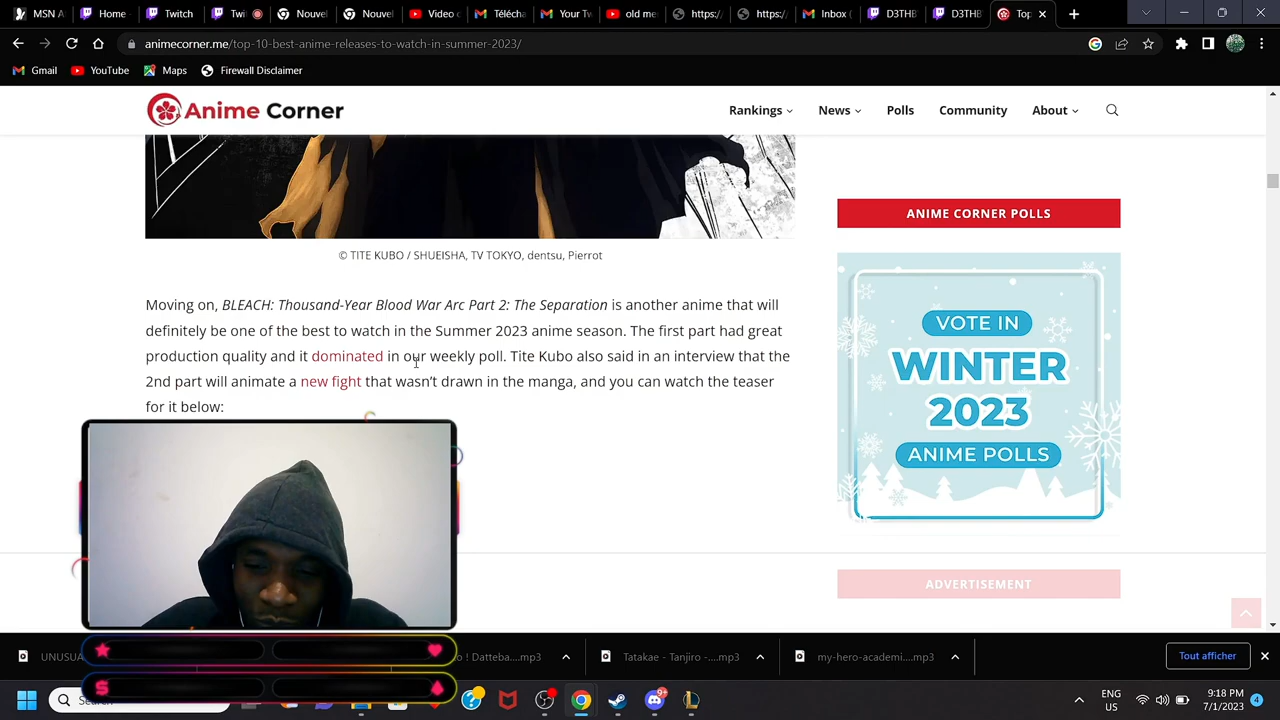 MSN A
Twitch
Twi
Nouvel
Nouvel
Video c
Télécha
Your Tw
old me
https:/
https:/
Inbox (
D3THB
D3THB
Top
animecorner.me/top-10-best-anime-releases-to-watch-in-summer-2023/
Gmail
YouTube
Maps
Firewall Disclaimer
Anime Corner
Rankings
News
Polls
Community
About
© TITE KUBO / SHUEISHA, TV TOKYO, dentsu, Pierrot
Moving on, BLEACH: Thousand-Year Blood War Arc Part 2: The Separation is another anime that will
definitely be one of the best to watch in the Summer 2023 anime season. The first part had great
production quality and it dominated in our weekly poll. Tite Kubo also said in an interview that the
2nd part will animate a new fight that wasn't drawn in the manga, and you can watch the teaser
for it below:
ANIME CORNER POLLS
VOTE IN
WINTER
2023
ANIME POLLS
ADVERTISEMENT
UNUSUA
o ! Datteba....mp3
Tatakae - Tanjiro -....mp3
my-hero-academi....mp3
Tout afficher
Search
9+
ENG
US
9:18 PM
7/1/2023
4